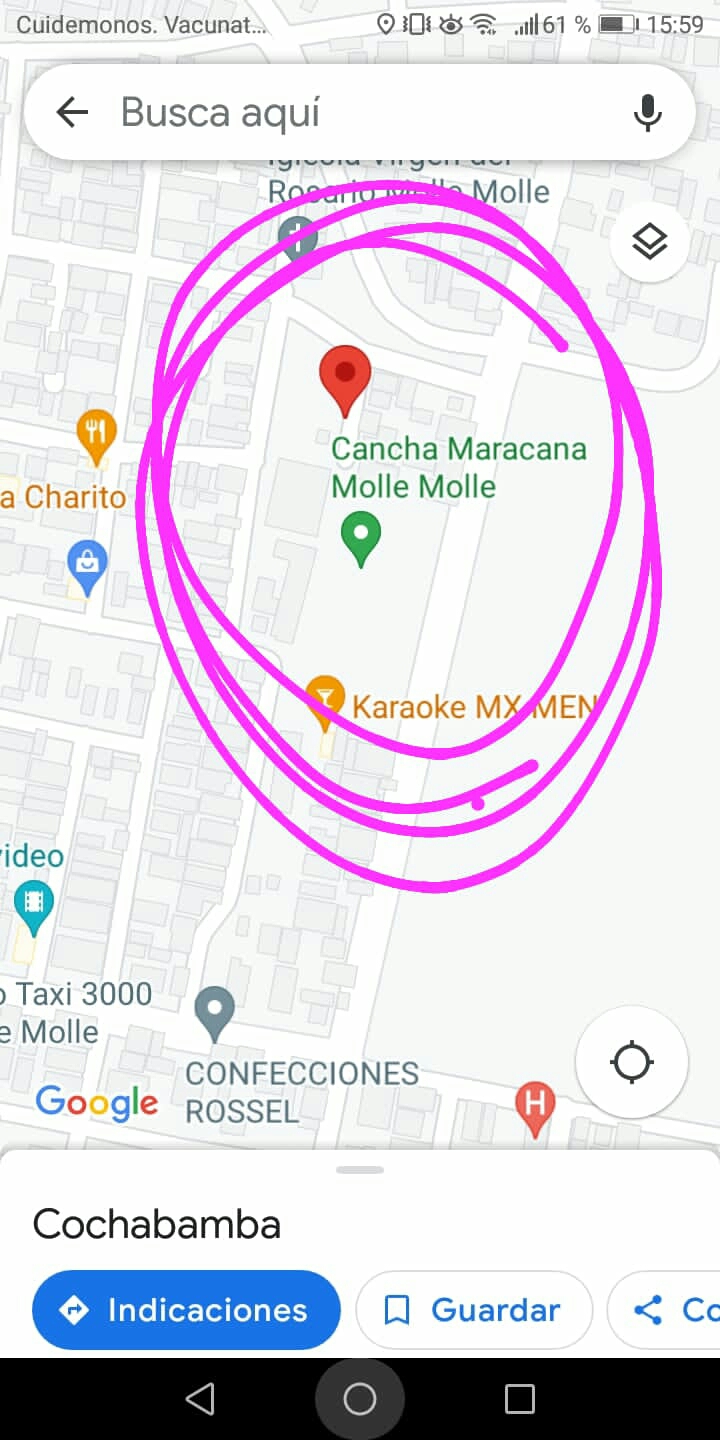 Cuidemonos. Vacunat... 61 % 15:59
Busca aquí
Iglesia Virgen del
Rosario Molle Molle
Cancha Maracana
Molle Molle
a Charito
Karaoke MX MEN
video
o Taxi 3000
e Molle
CONFECCIONES
ROSSEL
Google
H
Cochabamba
Indicaciones
Guardar
Co